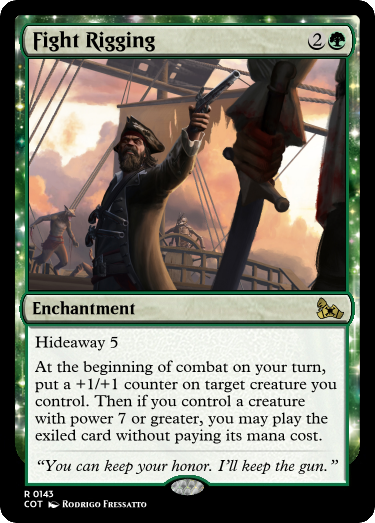 Fight Rigging 2
Enchantment
Hideaway 5
At the beginning of combat on your turn,
put a +1/+1 counter on target creature you
control. Then if you control a creature
with power 7 or greater, you may play the
exiled card without paying its mana cost.
“You can keep your honor. I’ll keep the gun.”
R 0143
COT Rodrigo Fressatto